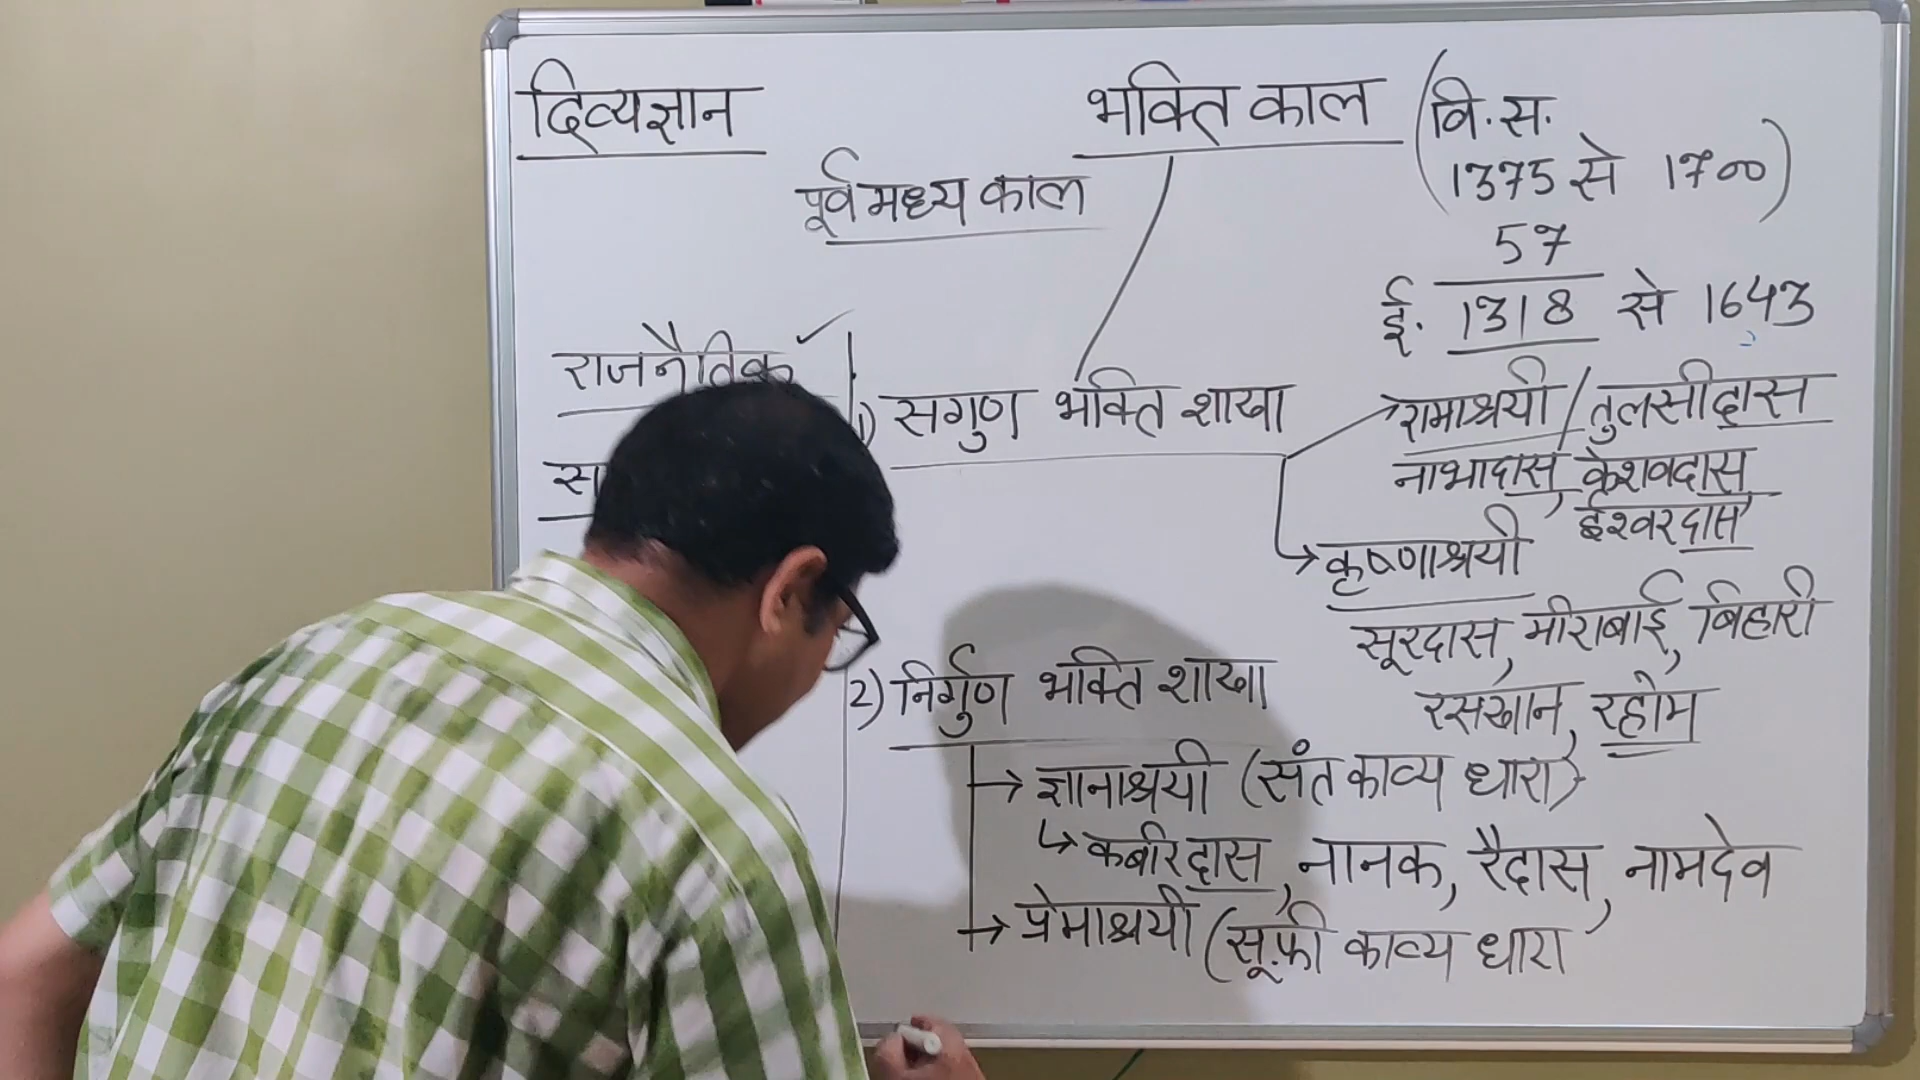 दिव्यज्ञान
भक्ति काल (वि.स.
1375 से 1700)
पूर्व मध्य काल
57
ई. 1318 से 1643
राजनैतिक ✓
1) सगुण भक्ति शाखा
→ रामाश्रयी / तुलसीदास
नाभादास, केशवदास,
ईश्वरदास
→ कृष्णाश्रयी
सूरदास, मीराबाई, बिहारी
रसखान, रहीम
2) निर्गुण भक्ति शाखा
→ ज्ञानाश्रयी (संत काव्य धारा)
↳ कबीरदास, नानक, रैदास, नामदेव
→ प्रेमाश्रयी (सूफ़ी काव्य धारा